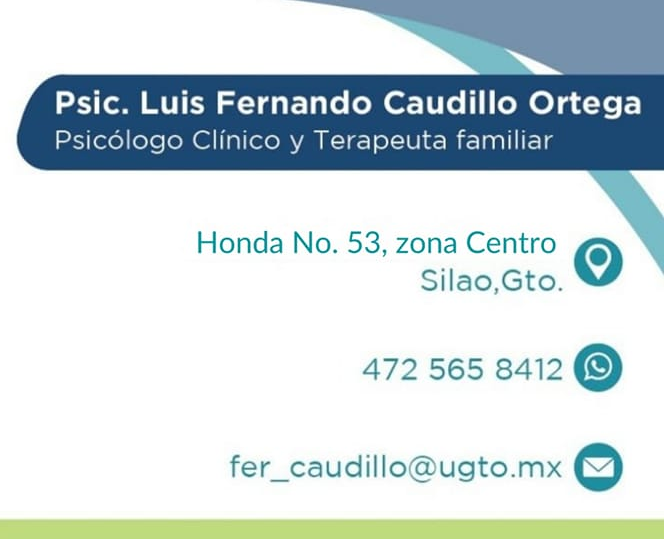 Psic. Luis Fernando Caudillo Ortega
Psicólogo Clínico y Terapeuta familiar
Honda No. 53, zona Centro
Silao,Gto.
472 565 8412
fer_caudillo@ugto.mx